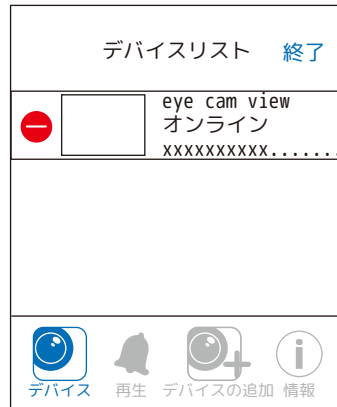 デバイスリスト 終了
eye cam view
オンライン
xxxxxxxxxx.......
デバイス 再生 デバイスの追加 情報